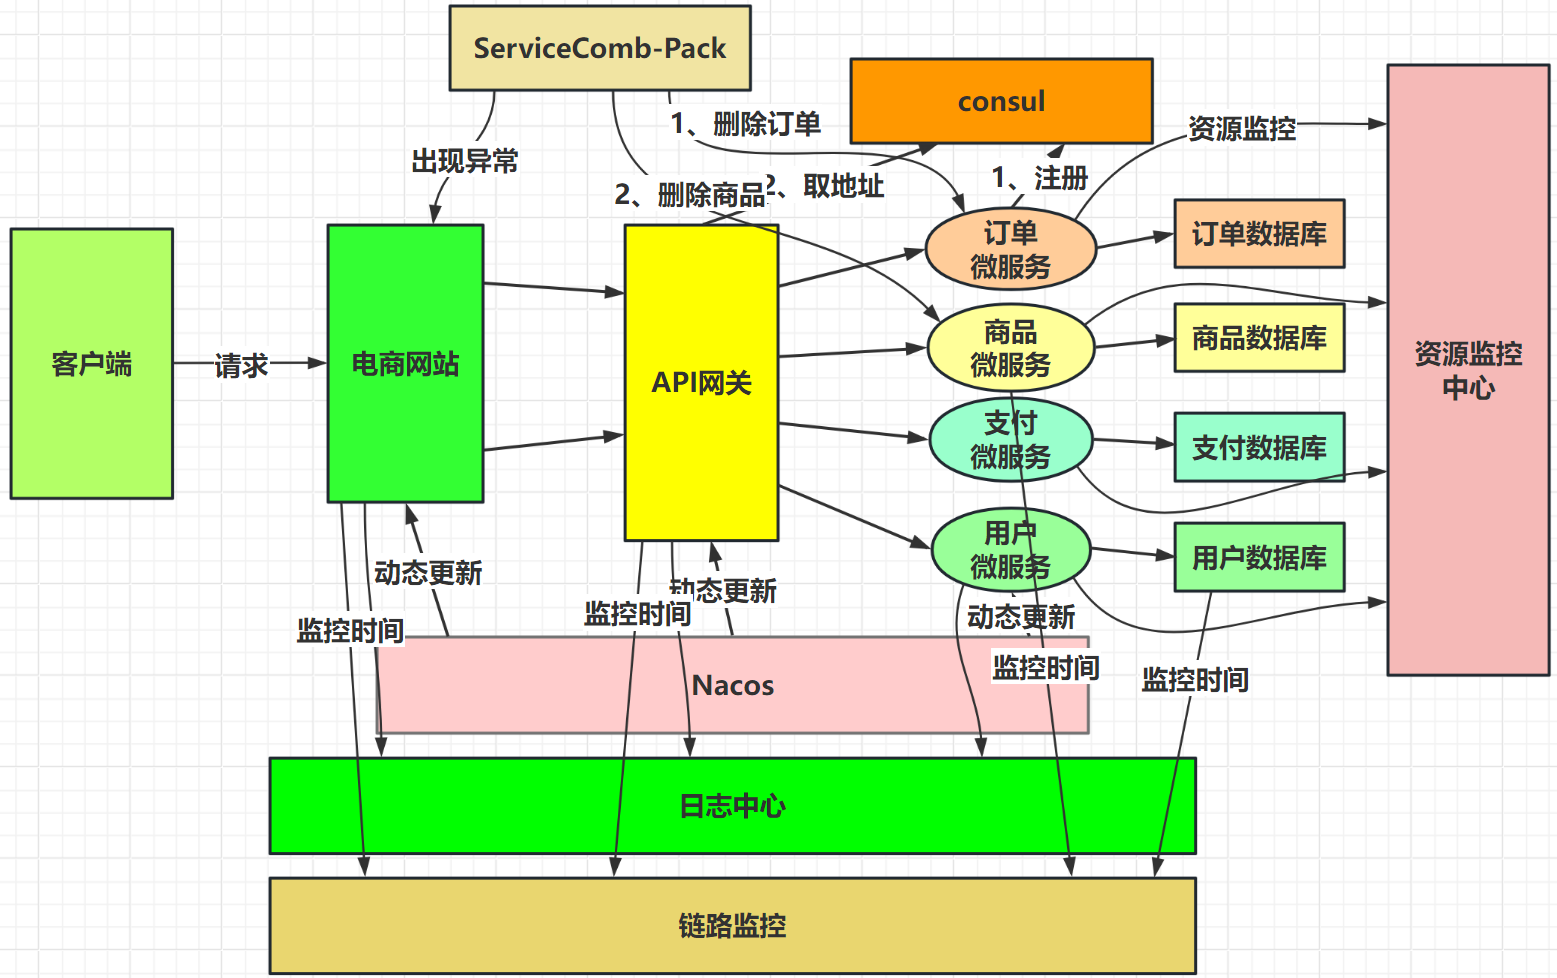 ServiceComb-Pack
consul
1、删除订单
资源监控
出现异常
1、注册
2、删除商品
2、取地址
订单
微服务
订单数据库
商品
微服务
商品数据库
客户端
请求
电商网站
API网关
资源监控
中心
支付
微服务
支付数据库
用户
微服务
用户数据库
动态更新
动态更新
动态更新
监控时间
监控时间
监控时间
监控时间
Nacos
日志中心
链路监控